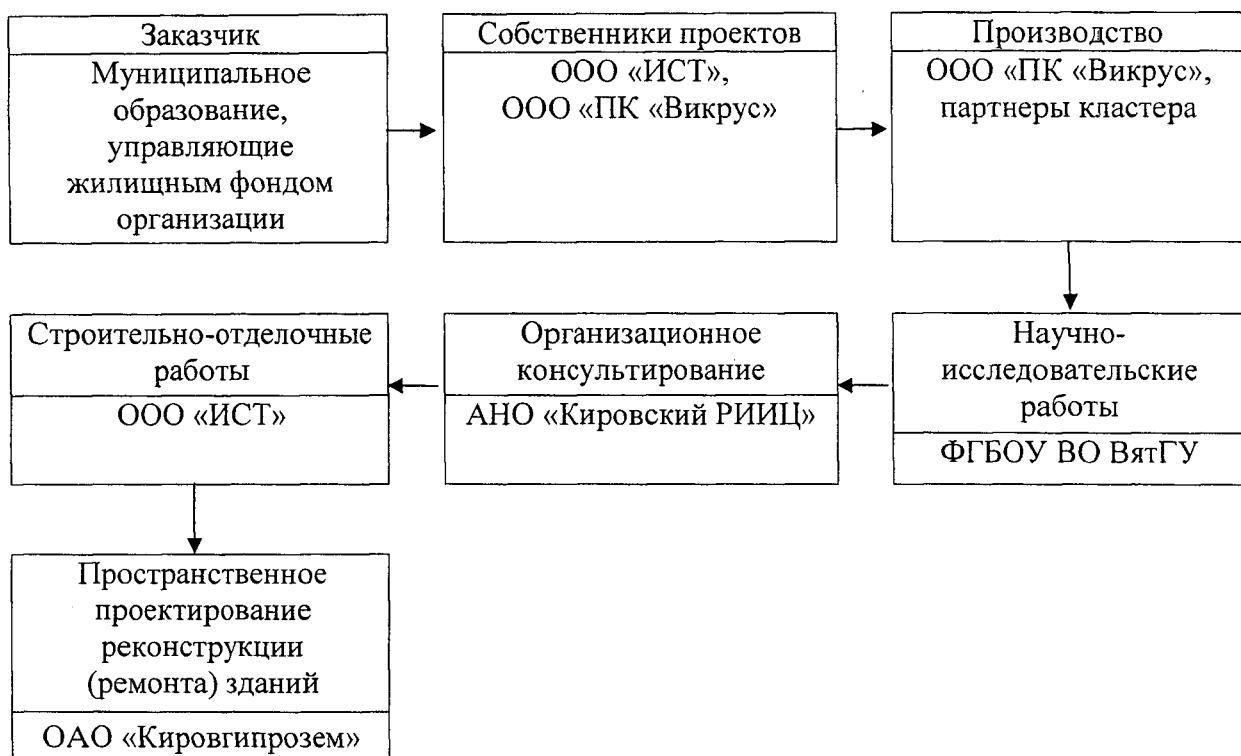 Заказчик
Муниципальное
образование,
управляющие
жилищным фондом
организации
Собственники проектов
ООО «ИСТ»,
ООО «ПК «Викрус»
Производство
ООО «ПК «Викрус»,
партнеры кластера
Научно-
исследовательские
работы
ФГБОУ ВО ВятГУ
Организационное
консультирование
АНО «Кировский РИИЦ»
Строительно-отделочные
работы
ООО «ИСТ»
Пространственное
проектирование
реконструкции
(ремонта) зданий
ОАО «Кировгипрозем»